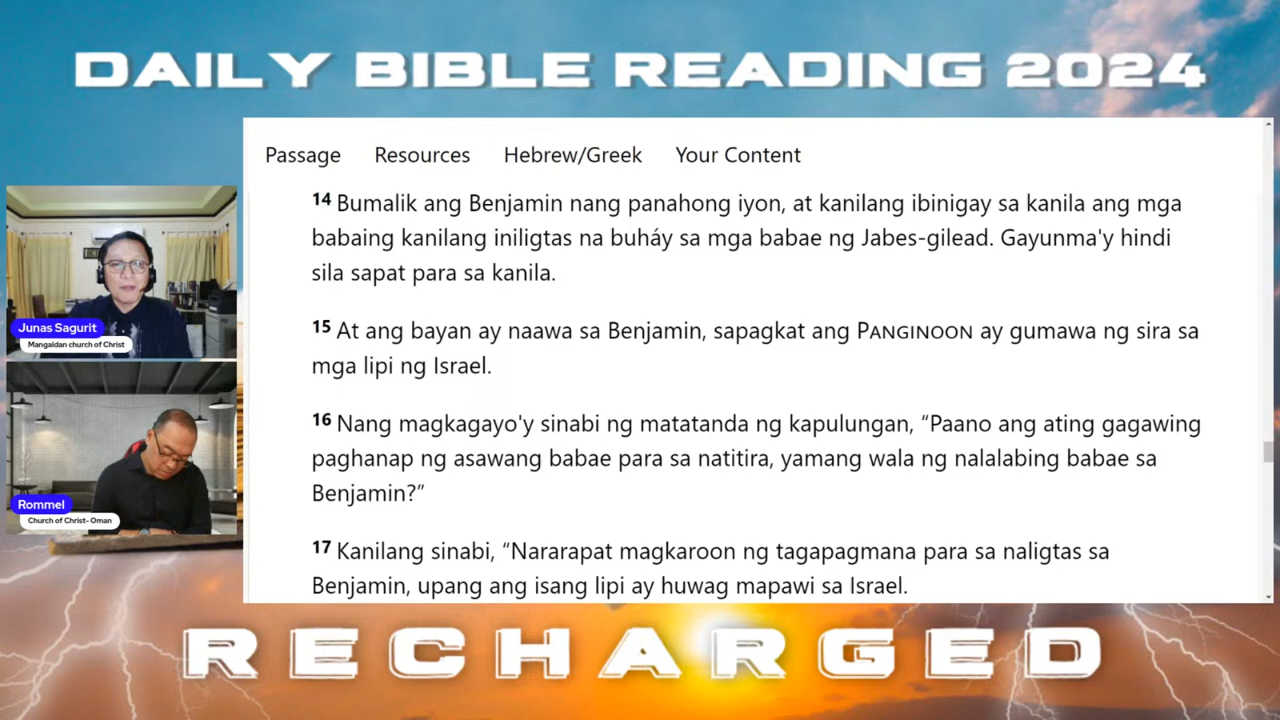 DAILY BIBLE READING 2024
Passage Resources Hebrew/Greek Your Content
14 Bumalik ang Benjamin nang panahong iyon, at kanilang ibinigay sa kanila ang mga
babaing kanilang iniligtas na buháy sa mga babae ng Jabes-gilead. Gayunma'y hindi
sila sapat para sa kanila.
15 At ang bayan ay naawa sa Benjamin, sapagkat ang PANGINOON ay gumawa ng sira sa
mga lipi ng Israel.
16 Nang magkagayo'y sinabi ng matatanda ng kapulungan, “Paano ang ating gagawing
paghanap ng asawang babae para sa natitira, yamang wala ng nalalabing babae sa
Benjamin?”
17 Kanilang sinabi, “Nararapat magkaroon ng tagapagmana para sa naligtas sa
Benjamin, upang ang isang lipi ay huwag mapawi sa Israel.
Junas Sagurit
Mangaldan church of Christ
Rommel
Church of Christ- Oman
RECHARGED